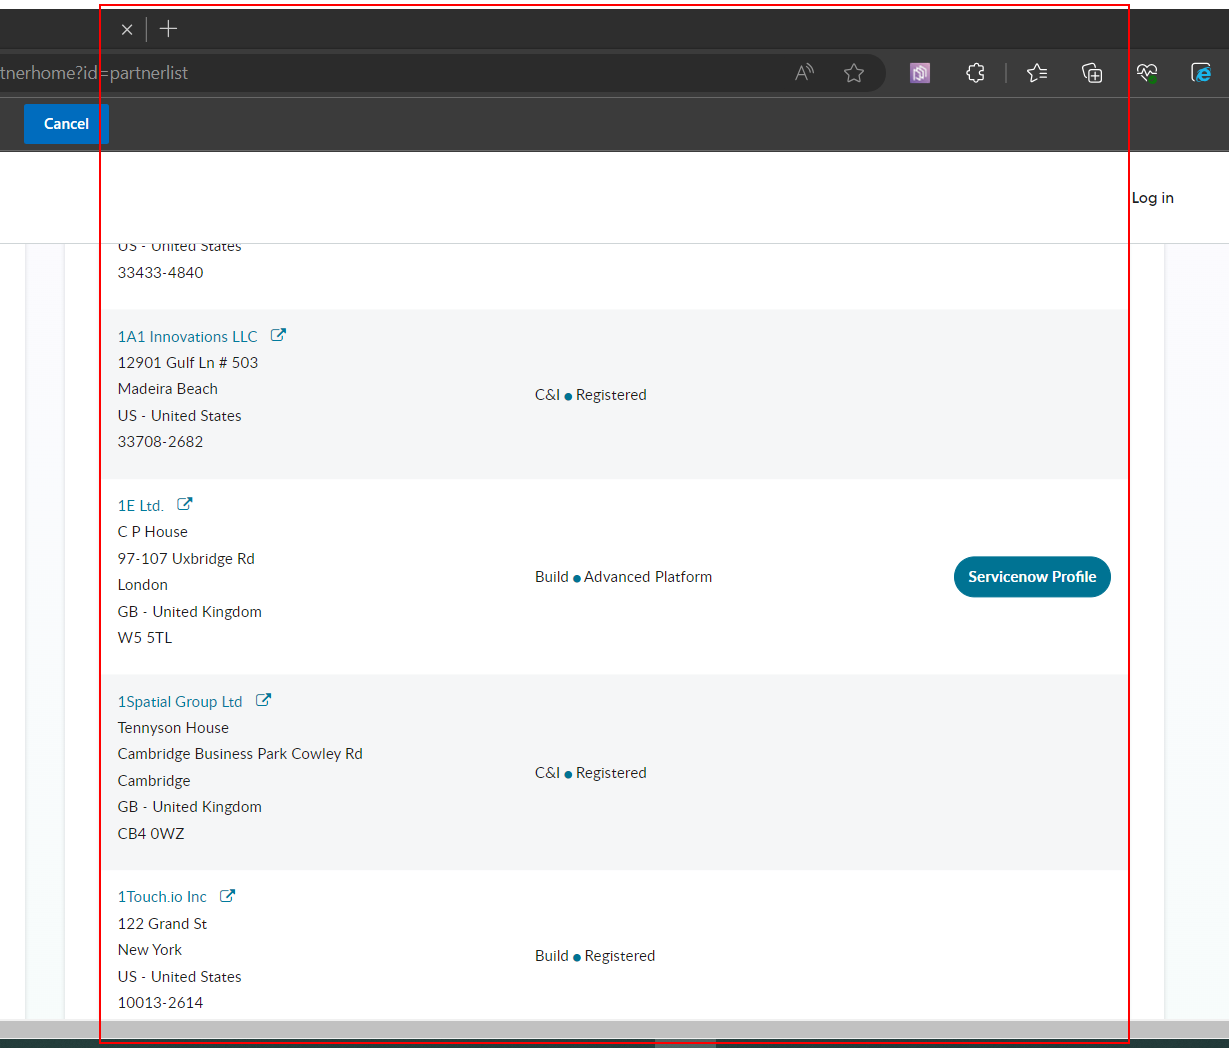 tnerhome?id=partnerlist
Cancel
Log in
US - United States
33433-4840
1A1 Innovations LLC
12901 Gulf Ln # 503
Madeira Beach
US - United States
33708-2682
C&I ● Registered
1E Ltd.
C P House
97-107 Uxbridge Rd
London
GB - United Kingdom
W5 5TL
Build ● Advanced Platform
Servicenow Profile
1Spatial Group Ltd
Tennyson House
Cambridge Business Park Cowley Rd
Cambridge
GB - United Kingdom
CB4 0WZ
C&I ● Registered
1Touch.io Inc
122 Grand St
New York
US - United States
10013-2614
Build ● Registered